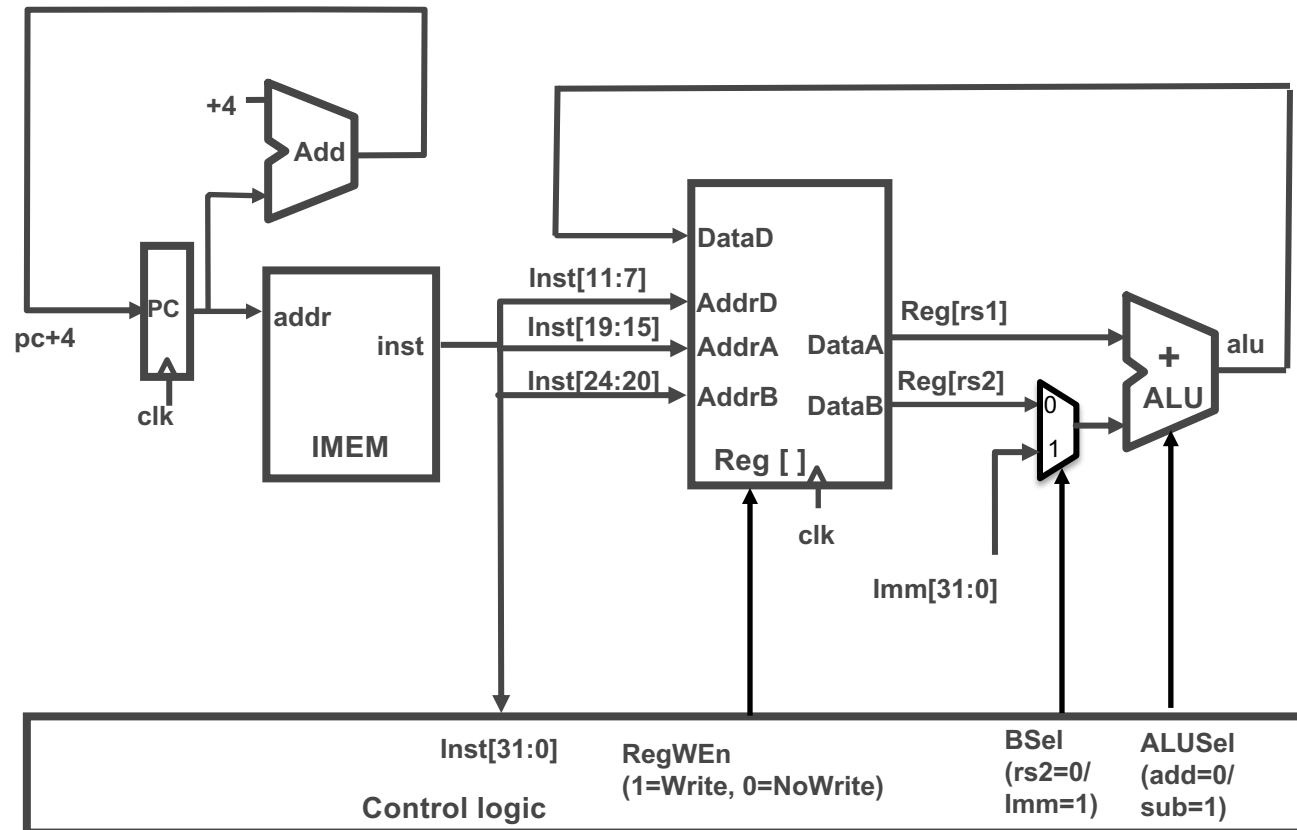 +4
Add
pc+4
PC
clk
addr
inst
IMEM
Inst[11:7]
Inst[19:15]
Inst[24:20]
DataD
AddrD
AddrA
AddrB
DataA
DataB
Reg [ ]
clk
Reg[rs1]
Reg[rs2]
0
1
Imm[31:0]
+
ALU
alu
Inst[31:0]
Control logic
RegWEn
(1=Write, 0=NoWrite)
BSel
(rs2=0/
Imm=1)
ALUSel
(add=0/
sub=1)